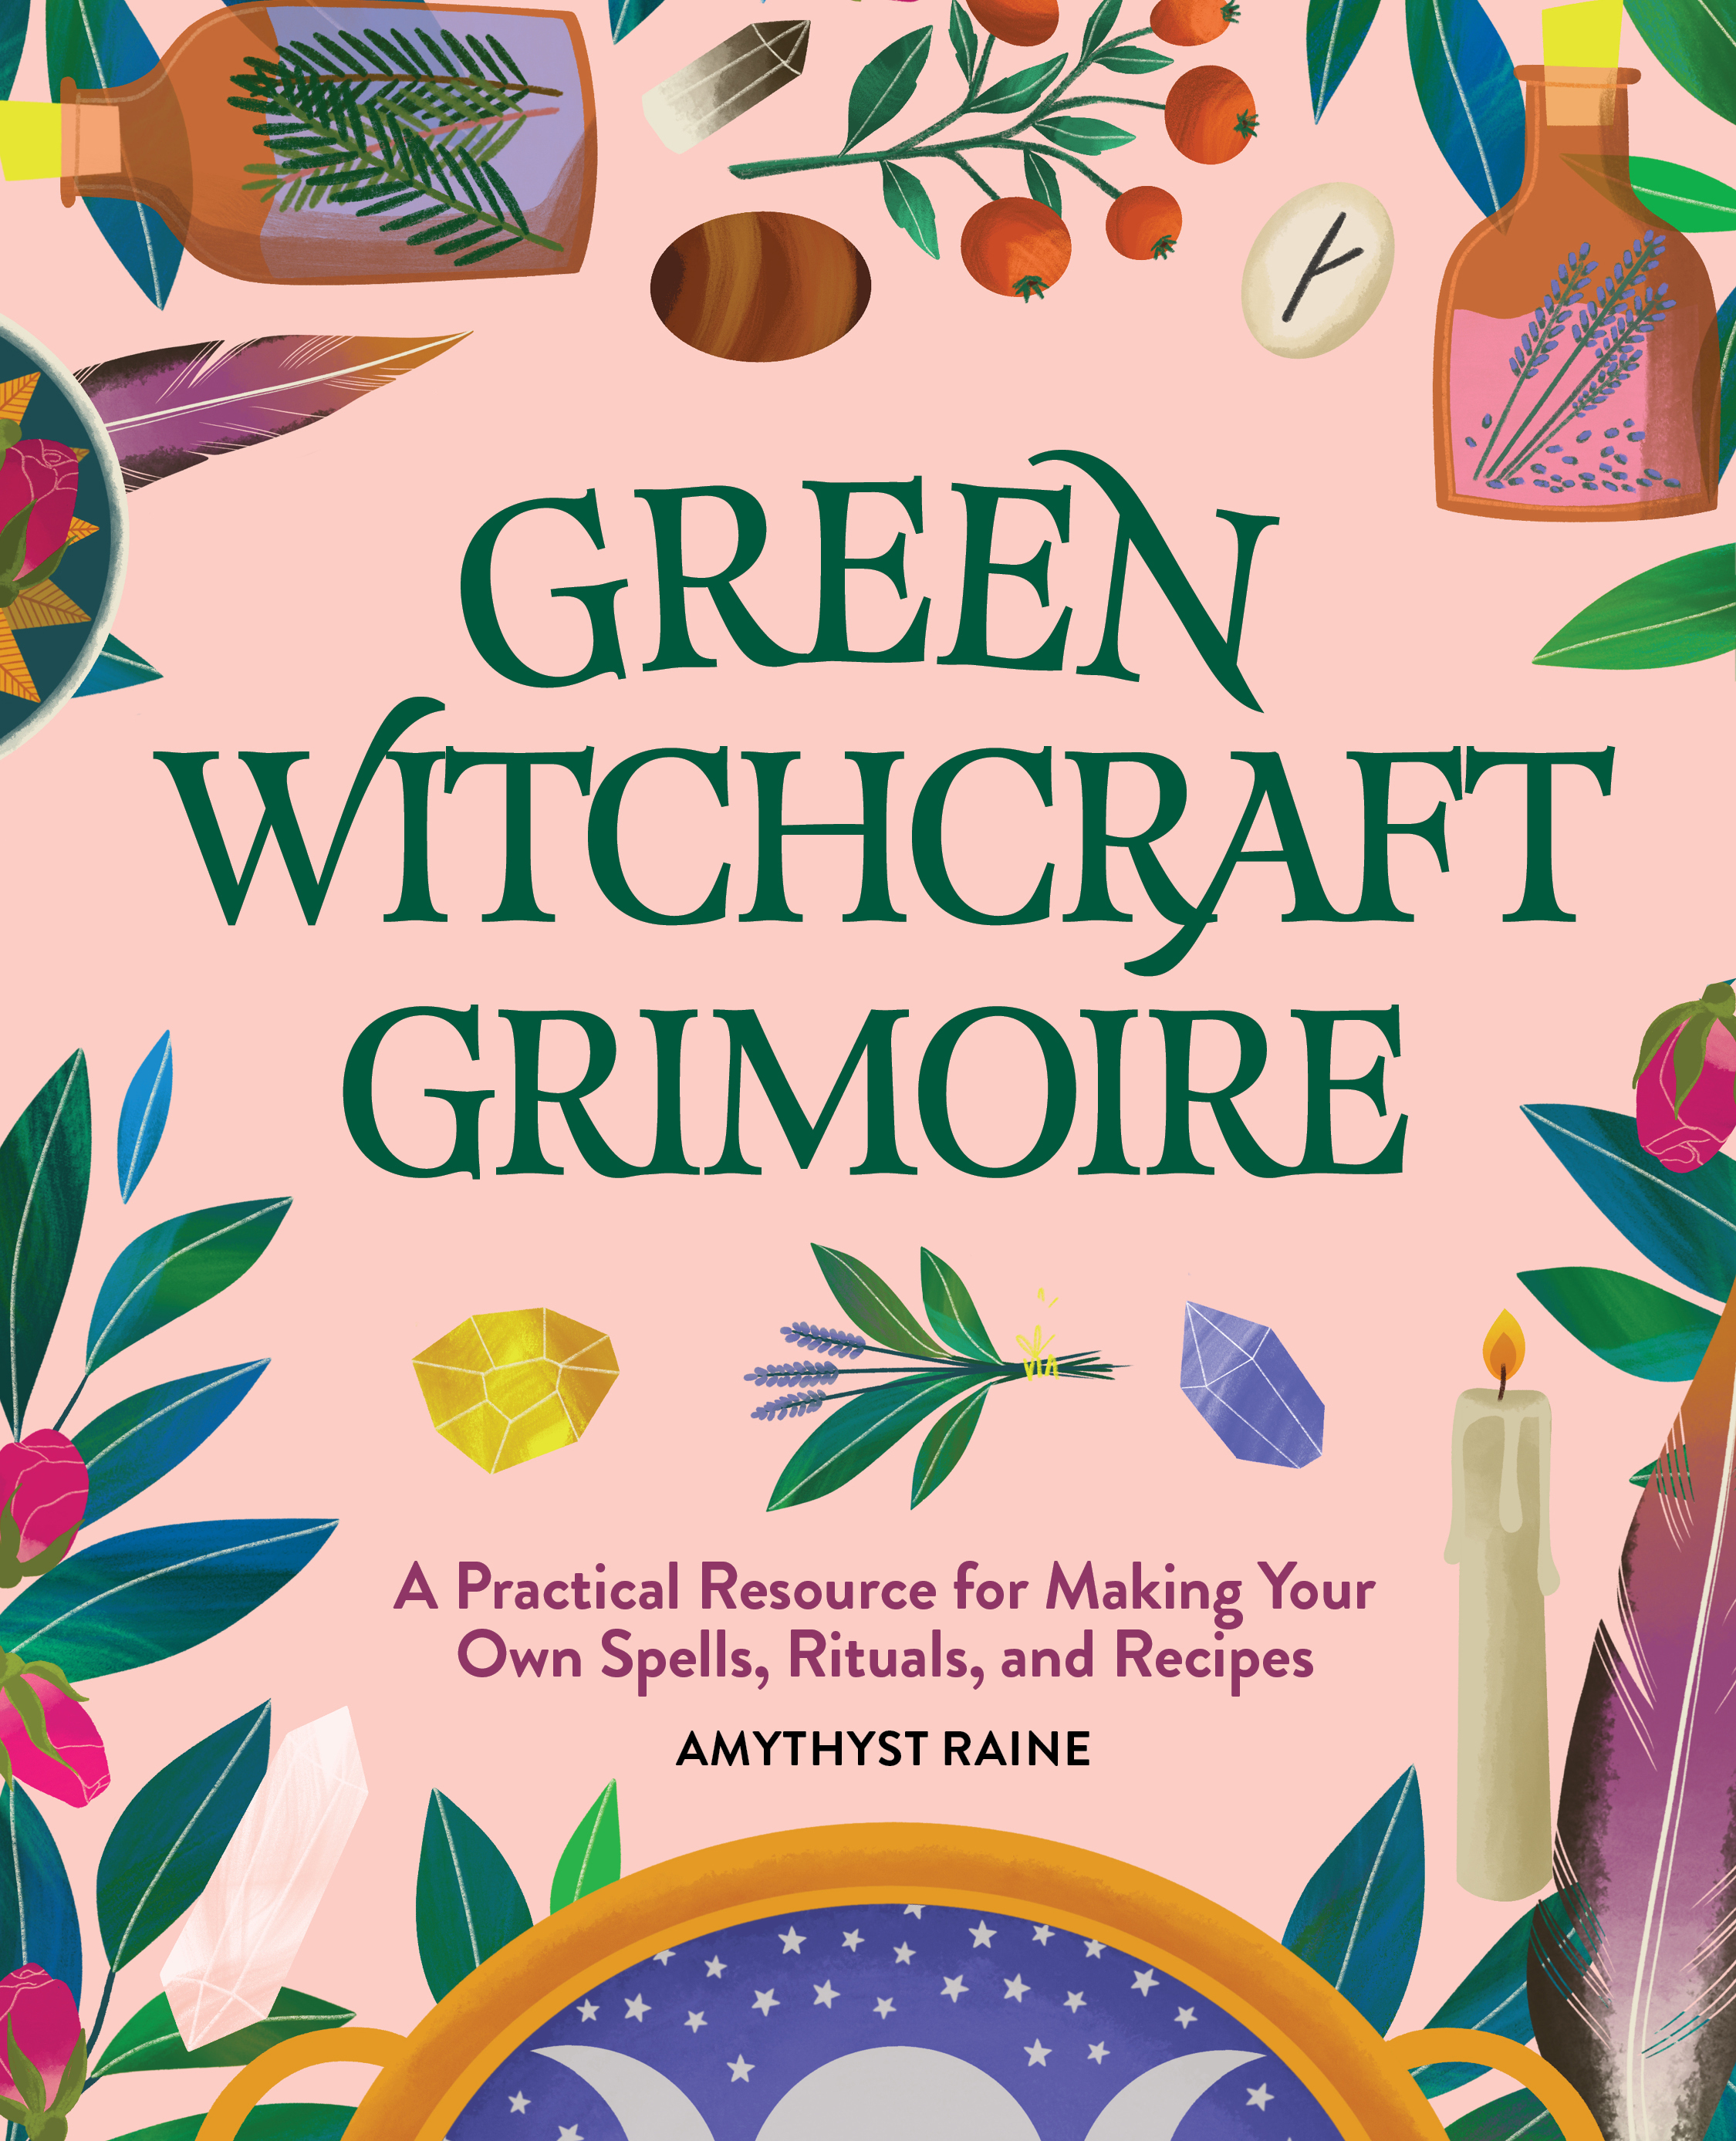 GREEN
WITCHCRAFT
GRIMOIRE
A Practical Resource for Making Your
Own Spells, Rituals, and Recipes
AMYTHYST RAINE